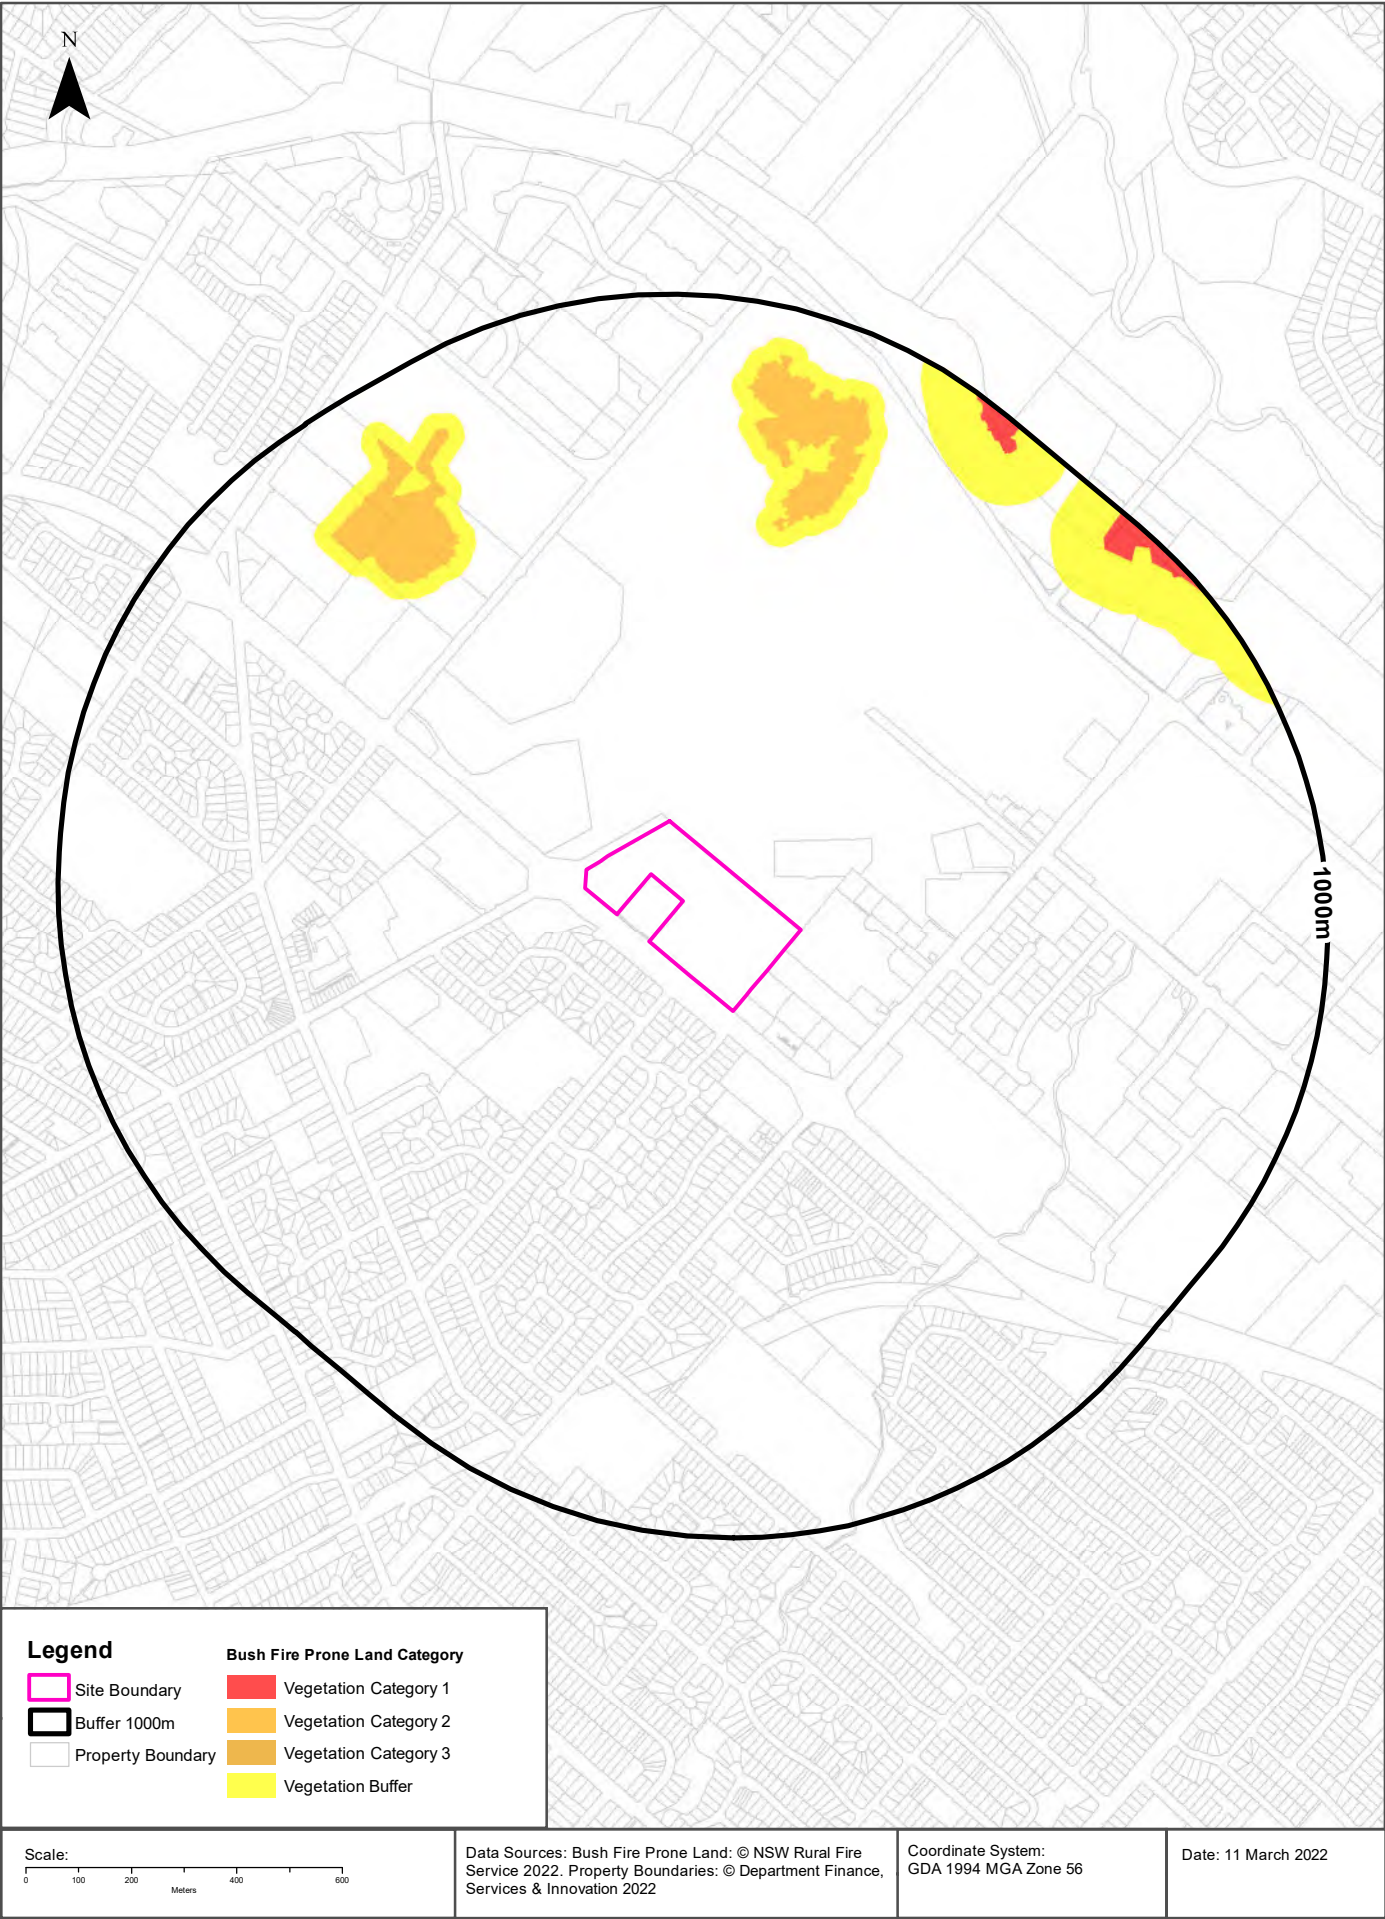 N
1000m
Legend
Site Boundary
Buffer 1000m
Property Boundary
Bush Fire Prone Land Category
Vegetation Category 1
Vegetation Category 2
Vegetation Category 3
Vegetation Buffer
Scale:
0 100 200 400 600
Meters
Data Sources: Bush Fire Prone Land: © NSW Rural Fire
Service 2022. Property Boundaries: © Department Finance,
Services & Innovation 2022
Coordinate System:
GDA 1994 MGA Zone 56
Date: 11 March 2022